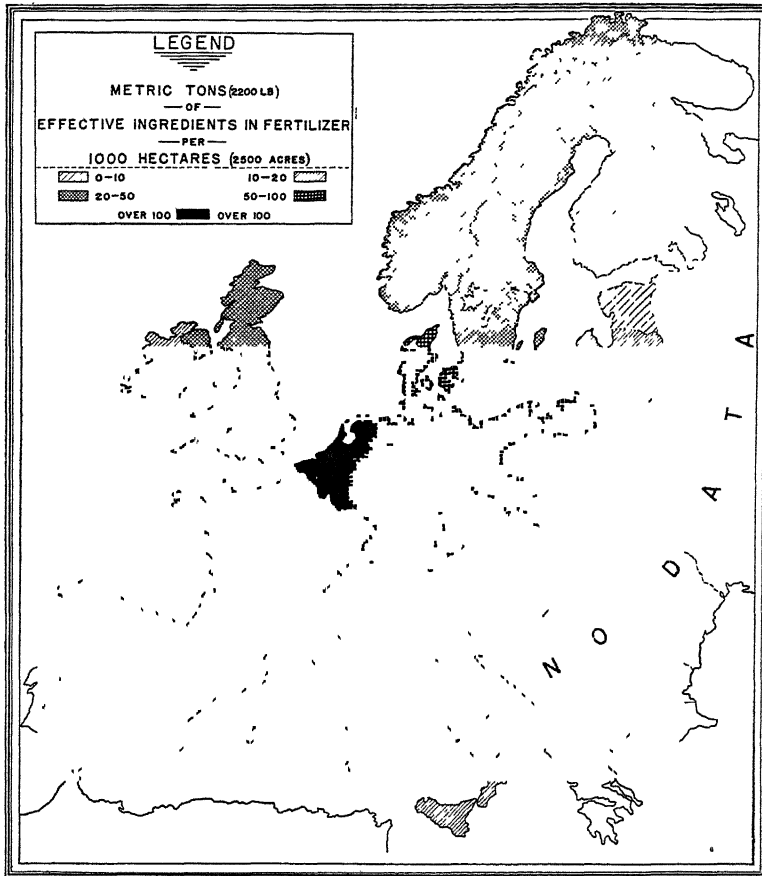 LEGEND
METRIC TONS (2200 LB)
— OF —
EFFECTIVE INGREDIENTS IN FERTILIZER
— PER —
1000 HECTARES (2500 ACRES)
0-10 10-20
20-50 50-100
OVER 100 OVER 100
NO DATA